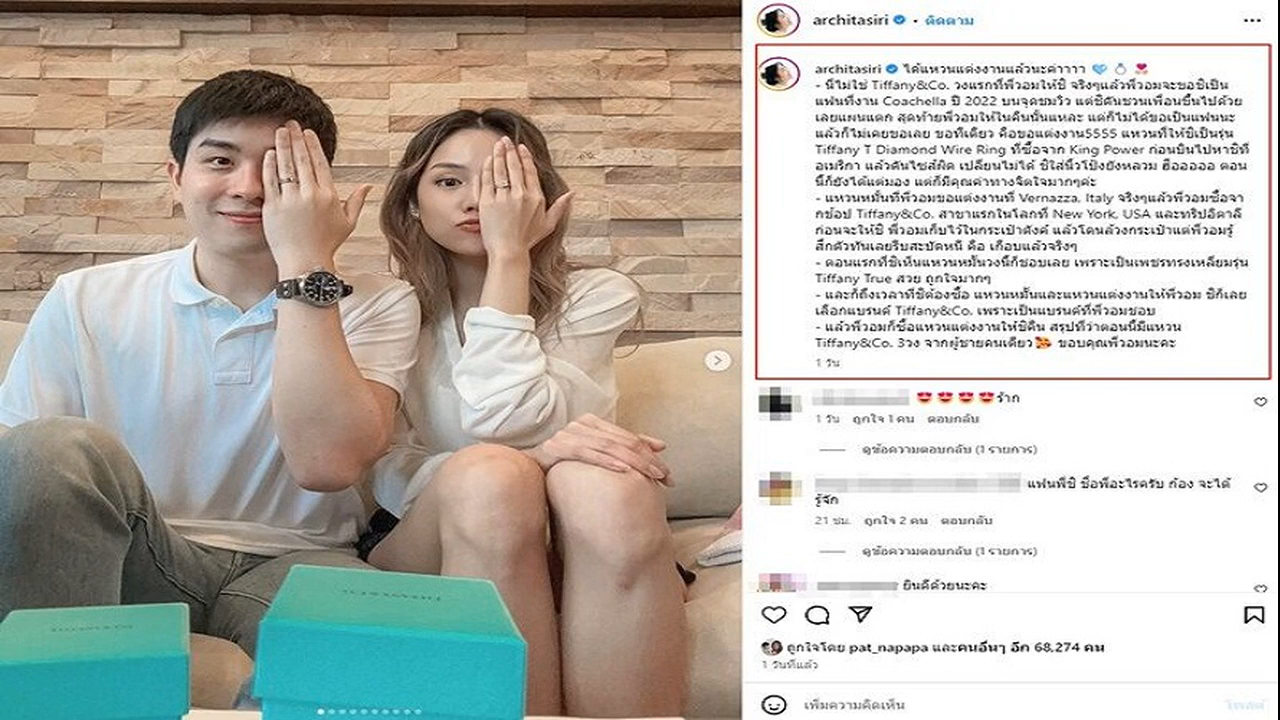 architasiri • ติดตาม
architasiri ได้แหวนแต่งงานแล้วนะค่าาาา
- นี่ไม่ใช่ Tiffany&Co. วงแรกที่พี่วอมให้ชิ จริงๆแล้วพี่วอมจะขอชิเป็น
แฟนที่งาน Coachella ปี 2022 บนจุดชมวิว แต่ชิดันชวนเพื่อนขึ้นไปด้วย
เลยแผนแตก สุดท้ายพี่วอมให้ในคืนนั้นแหละ แต่ก็ไม่ได้ขอเป็นแฟนนะ
แล้วก็ไม่เคยขอเลย ขอทีเดียว คือขอแต่งงาน5555 แหวนที่ให้ชิเป็นรุ่น
Tiffany T Diamond Wire Ring ที่ซื้อจาก King Power ก่อนบินไปหาชิที่
อเมริกา แล้วดันไซส์ผิด เปลี่ยนไม่ได้ ชิใส่นิ้วโป้งยังหลวม ฮืออออออ ตอน
นี้ก็ยังได้แต่มอง แต่ก็มีคุณค่าทางจิตใจมากๆค่ะ
- แหวนหมั้นที่พี่วอมขอแต่งงานที่ Vernazza, Italy จริงๆแล้วพี่วอมซื้อจา
กช้อป Tiffany&Co. สาขาแรกในโลกที่ New York, USA และทริปอิตาลี
ก่อนจะให้ชิ พี่วอมเก็บไว้ในกระเป๋าตังค์ แล้วโดนล้วงกระเป๋าแต่พี่วอมรู้
สึกตัวทันเลยรีบสะบัดหนี คือ เกือบแล้วจริงๆ
- ตอนแรกที่ชิเห็นแหวนหมั้นวงนี้ก็ชอบเลย เพราะเป็นเพชรทรงเหลี่ยมรุ่น
Tiffany True สวย ถูกใจมากๆ
- และก็ถึงเวลาที่ชิต้องซื้อ แหวนหมั้นและแหวนแต่งงานให้พี่วอม ชิก็เลย
เลือกแบรนด์ Tiffany&Co. เพราะเป็นแบรนด์ที่พี่วอมชอบ
- แล้วพี่วอมก็ซื้อแหวนแต่งงานให้ชิคืน สรุปที่ว่าตอนนี้มีแหวน
Tiffany&Co. 3วง จากผู้ชายคนเดียว ขอบคุณพี่วอมนะคะ
1 วัน
ร้าก
1 วัน ถูกใจ 1 คน ตอบกลับ
ดูข้อความตอบกลับ (1 รายการ)
แฟนพี่ชิ ชื่อพี่อะไรครับ ก้อง จะได้
รู้จัก
21 ชม. ถูกใจ 2 คน ตอบกลับ
ดูข้อความตอบกลับ (1 รายการ)
ยินดีด้วยนะคะ
ถูกใจโดย pat_napapa และคนอื่นๆ อีก 68,274 คน
1 วันที่แล้ว
เพิ่มความคิดเห็น
โพสต์